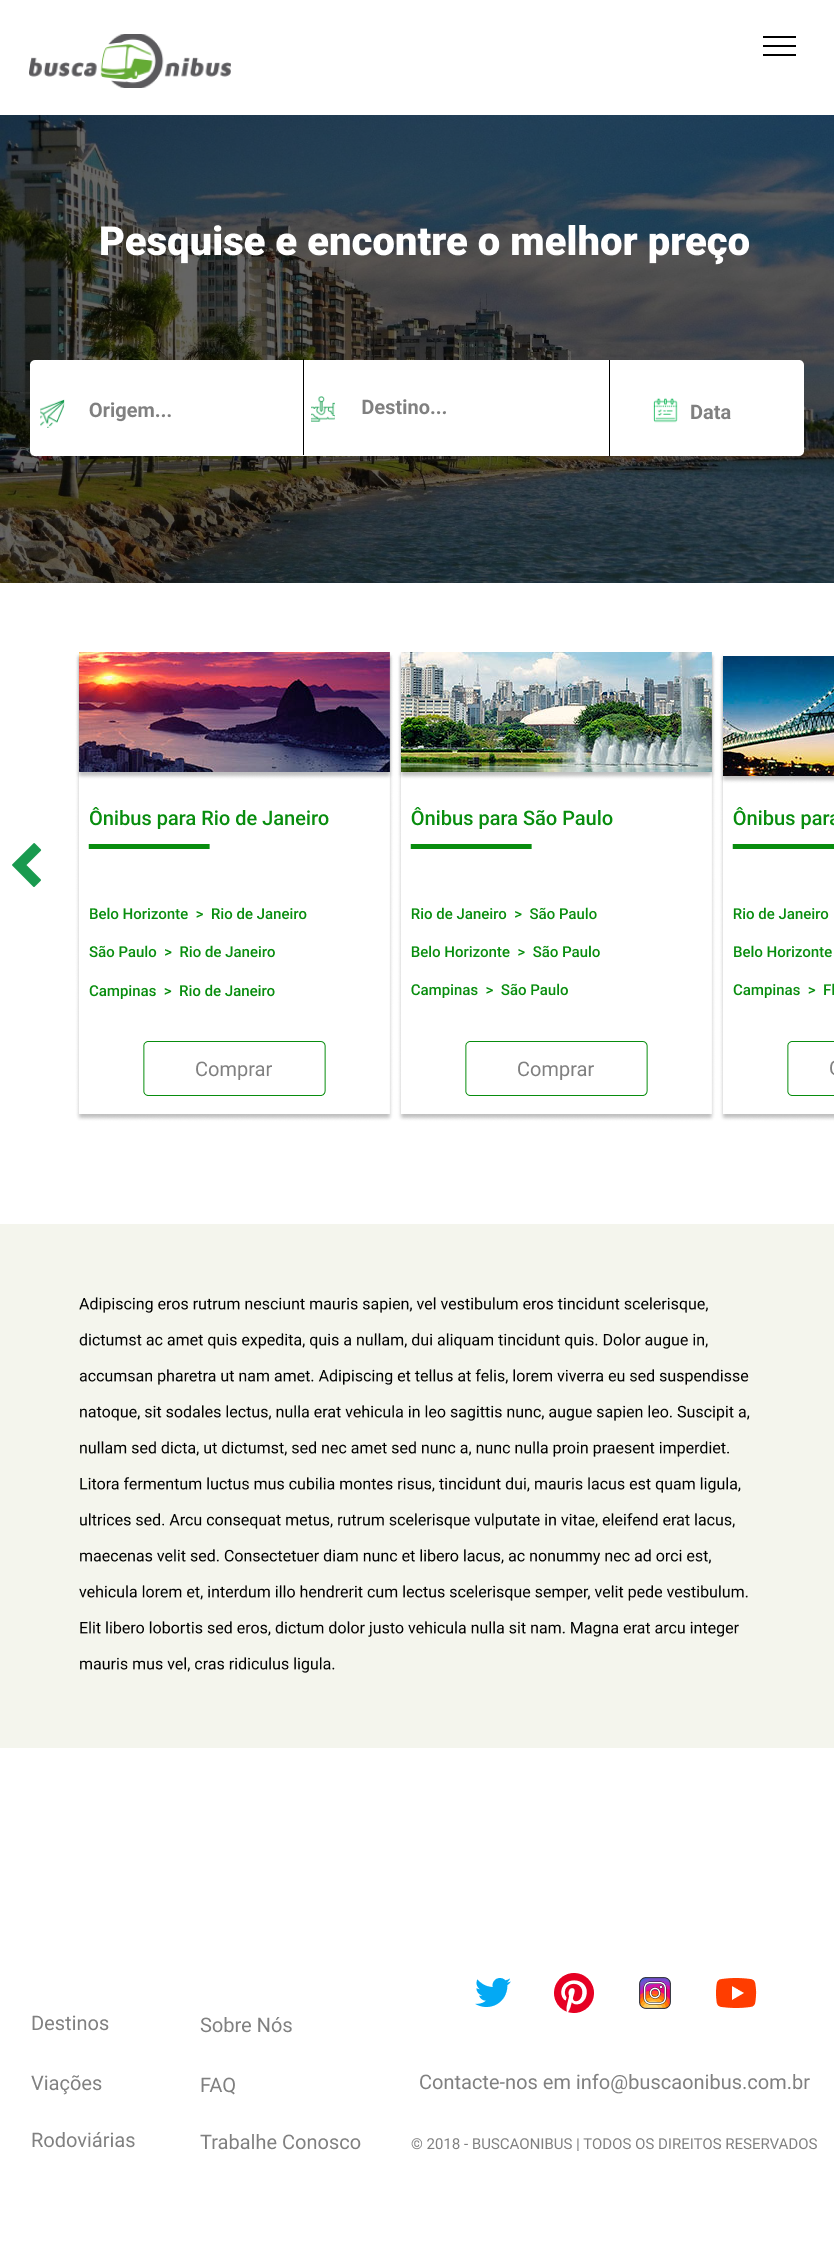 busca nibus
Pesquise e encontre o melhor preço
Origem...
Destino...
Data
Ônibus para Rio de Janeiro
Belo Horizonte > Rio de Janeiro
São Paulo > Rio de Janeiro
Campinas > Rio de Janeiro
Comprar
Ônibus para São Paulo
Rio de Janeiro > São Paulo
Belo Horizonte > São Paulo
Campinas > São Paulo
Comprar
Ônibus para
Rio de Janeiro
Belo Horizonte
Campinas >
Adipiscing eros rutrum nesciunt mauris sapien, vel vestibulum eros tincidunt scelerisque,
dictumst ac amet quis expedita, quis a nullam, dui aliquam tincidunt quis. Dolor augue in,
accumsan pharetra ut nam amet. Adipiscing et tellus at felis, lorem viverra eu sed suspendisse
natoque, sit sodales lectus, nulla erat vehicula in leo sagittis nunc, augue sapien leo. Suscipit a,
nullam sed dicta, ut dictumst, sed nec amet sed nunc a, nunc nulla proin praesent imperdiet.
Litora fermentum luctus mus cubilia montes risus, tincidunt dui, mauris lacus est quam ligula,
ultrices sed. Arcu consequat metus, rutrum scelerisque vulputate in vitae, eleifend erat lacus,
maecenas velit sed. Consectetuer diam nunc et libero lacus, ac nonummy nec ad orci est,
vehicula lorem et, interdum illo hendrerit cum lectus scelerisque semper, velit pede vestibulum.
Elit libero lobortis sed eros, dictum dolor justo vehicula nulla sit nam. Magna erat arcu integer
mauris mus vel, cras ridiculus ligula.
Destinos
Viações
Rodoviárias
Sobre Nós
FAQ
Trabalhe Conosco
Contacte-nos em info@buscaonibus.com.br
© 2018 - BUSCAONIBUS | TODOS OS DIREITOS RESERVADOS